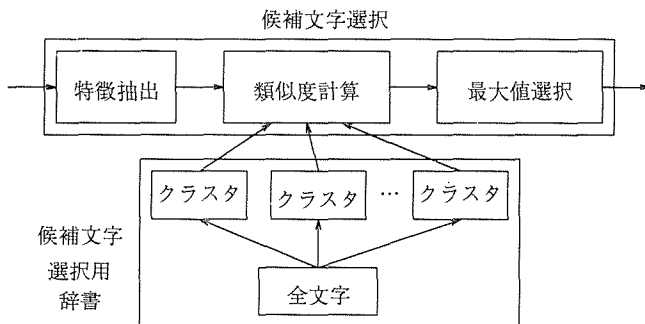 候補文字選択
特徴抽出
類似度計算
最大値選択
クラスタ
クラスタ
…
クラスタ
候補文字
選択用
辞書
全文字